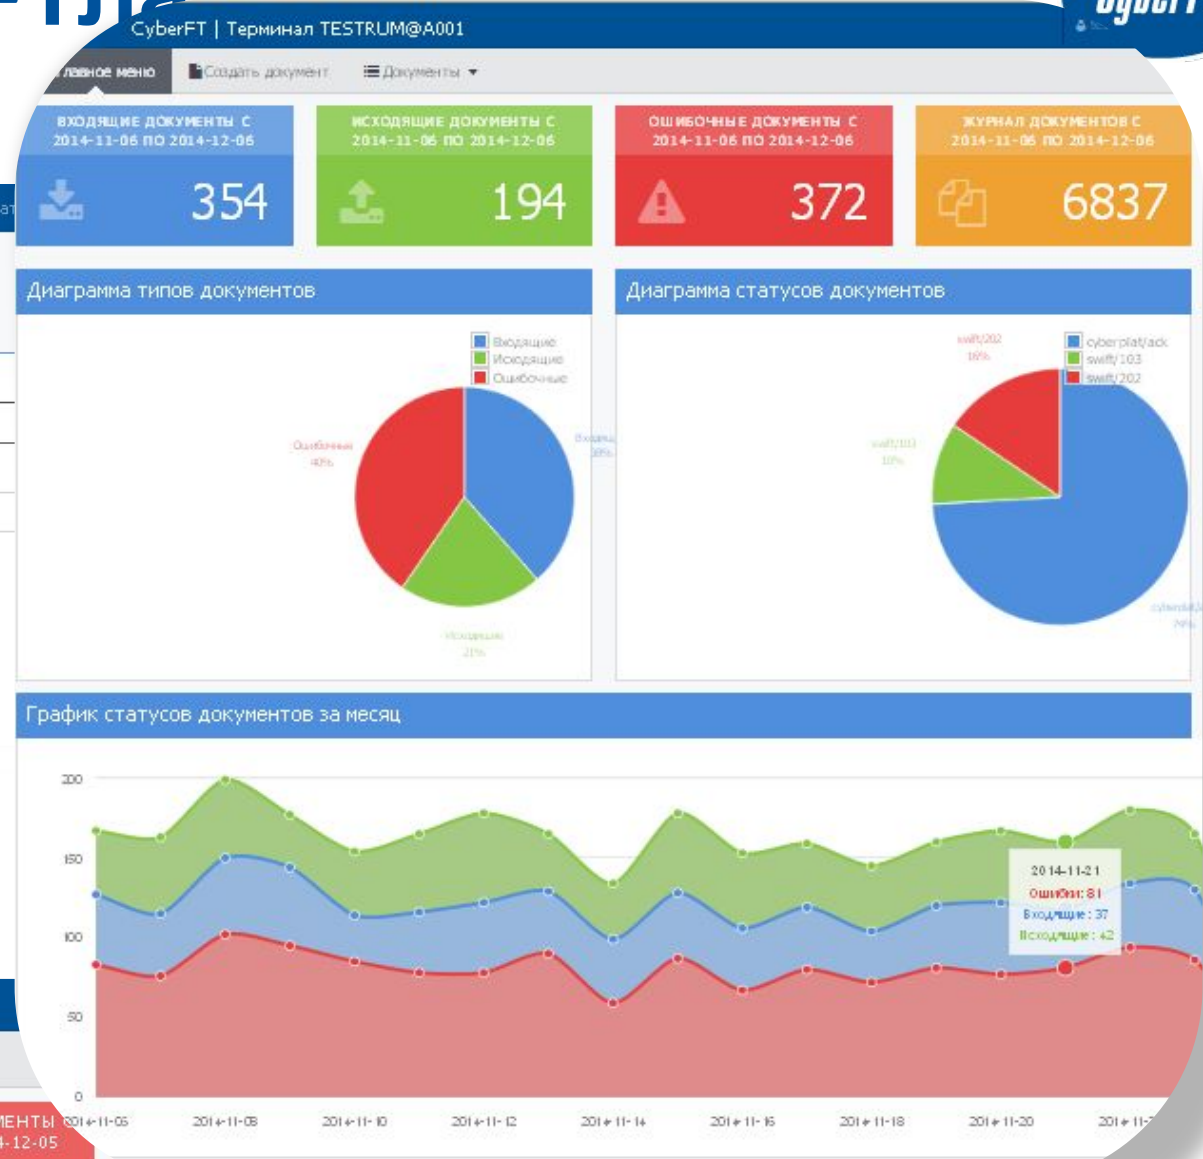 CyberFT | Терминал TESTRUM@A001
Главное меню
Создать документ
Документы
ВХОДЯЩИЕ ДОКУМЕНТЫ С
2014-11-06 ПО 2014-12-06
354
ИСХОДЯЩИЕ ДОКУМЕНТЫ С
2014-11-06 ПО 2014-12-06
194
ОШИБОЧНЫЕ ДОКУМЕНТЫ С
2014-11-06 ПО 2014-12-06
372
ЖУРНАЛ ДОКУМЕНТОВ С
2014-11-06 ПО 2014-12-06
6837
Диаграмма типов документов
Входящие
Исходящие
Ошибочные
Ошибочные
40%
Исходящие
21%
Диаграмма статусов документов
cyberplat/ack
swift/103
swift/202
swift/202
16%
swift/103
10%
74%
График статусов документов за месяц
200
150
100
50
0
2014-11-21
Ошибки: 81
Входящие: 37
Исходящие: 42
2014-11-06
2014-11-08
2014-11-10
2014-11-12
2014-11-14
2014-11-16
2014-11-18
2014-11-20
4-12-05